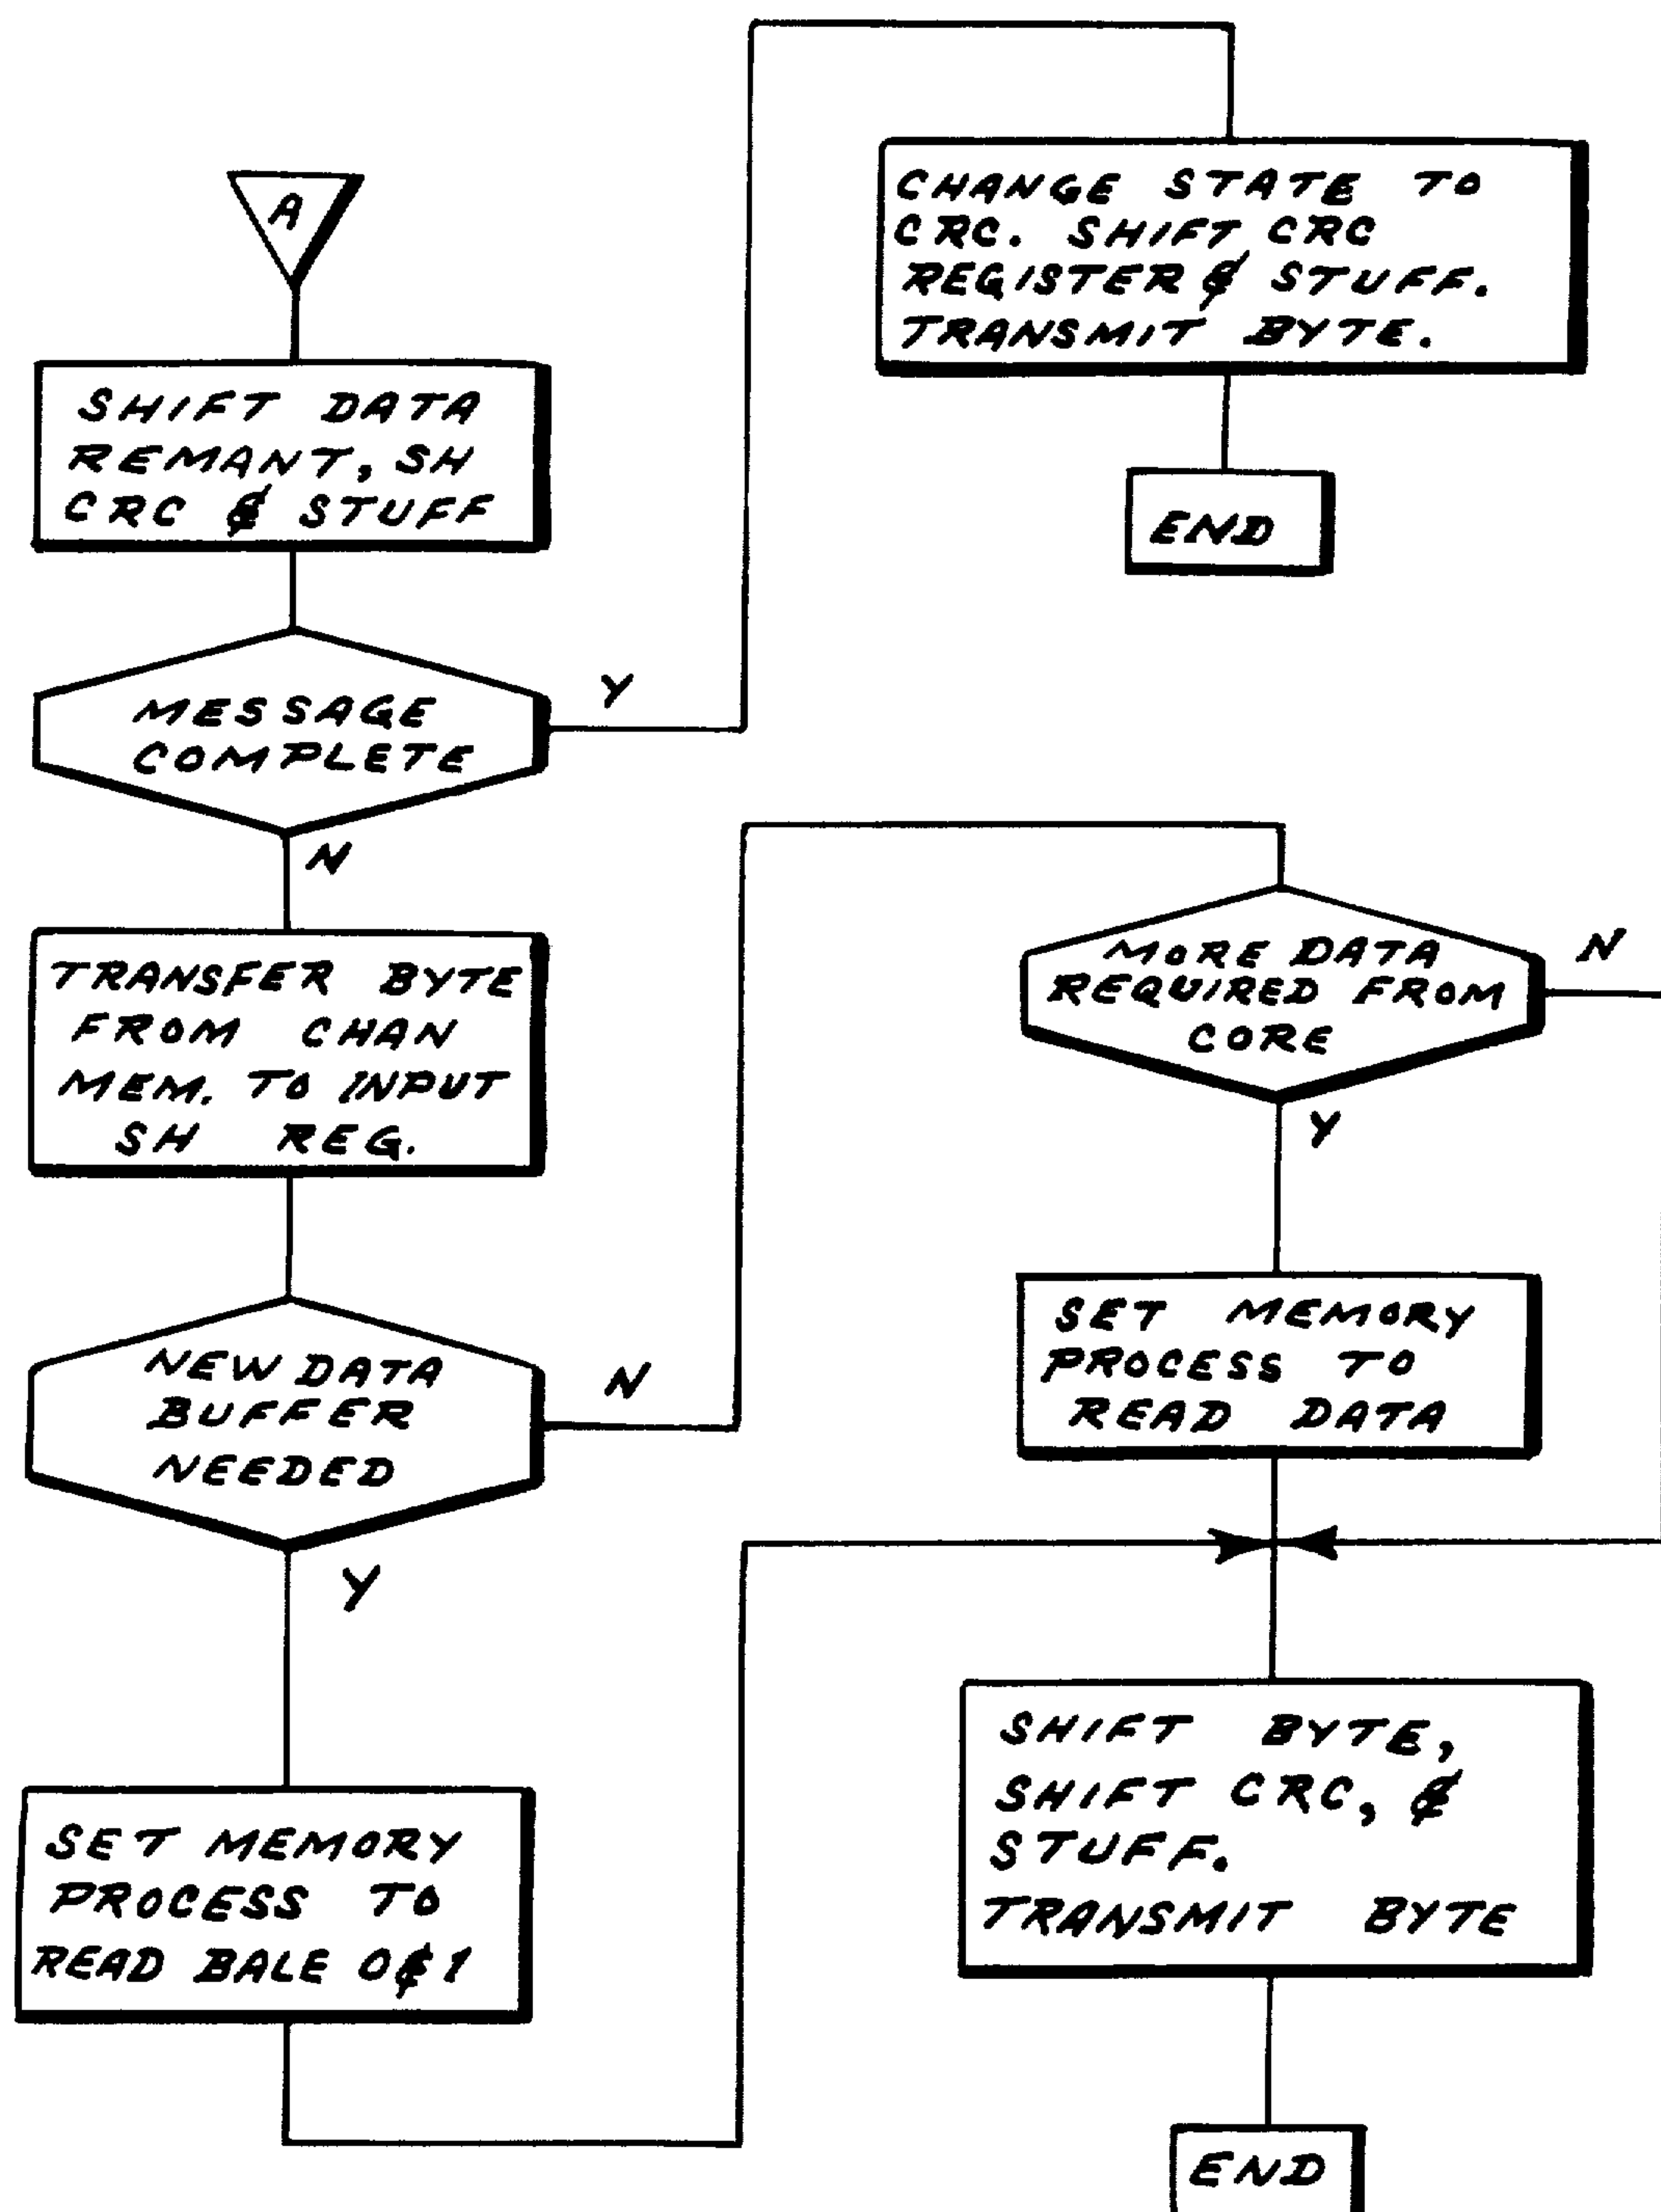 A
SHIFT DATA
REMANT, SH
CRC & STUFF
MESSAGE
COMPLETE
Y
N
TRANSFER BYTE
FROM CHAN
MEM. TO INPUT
SH REG.
NEW DATA
BUFFER
NEEDED
N
Y
SET MEMORY
PROCESS TO
READ BALE 0&1
CHANGE STATE TO
CRC. SHIFT CRC
REGISTER & STUFF.
TRANSMIT BYTE.
END
MORE DATA
REQUIRED FROM
CORE
N
Y
SET MEMORY
PROCESS TO
READ DATA
SHIFT BYTE,
SHIFT CRC, &
STUFF.
TRANSMIT BYTE
END